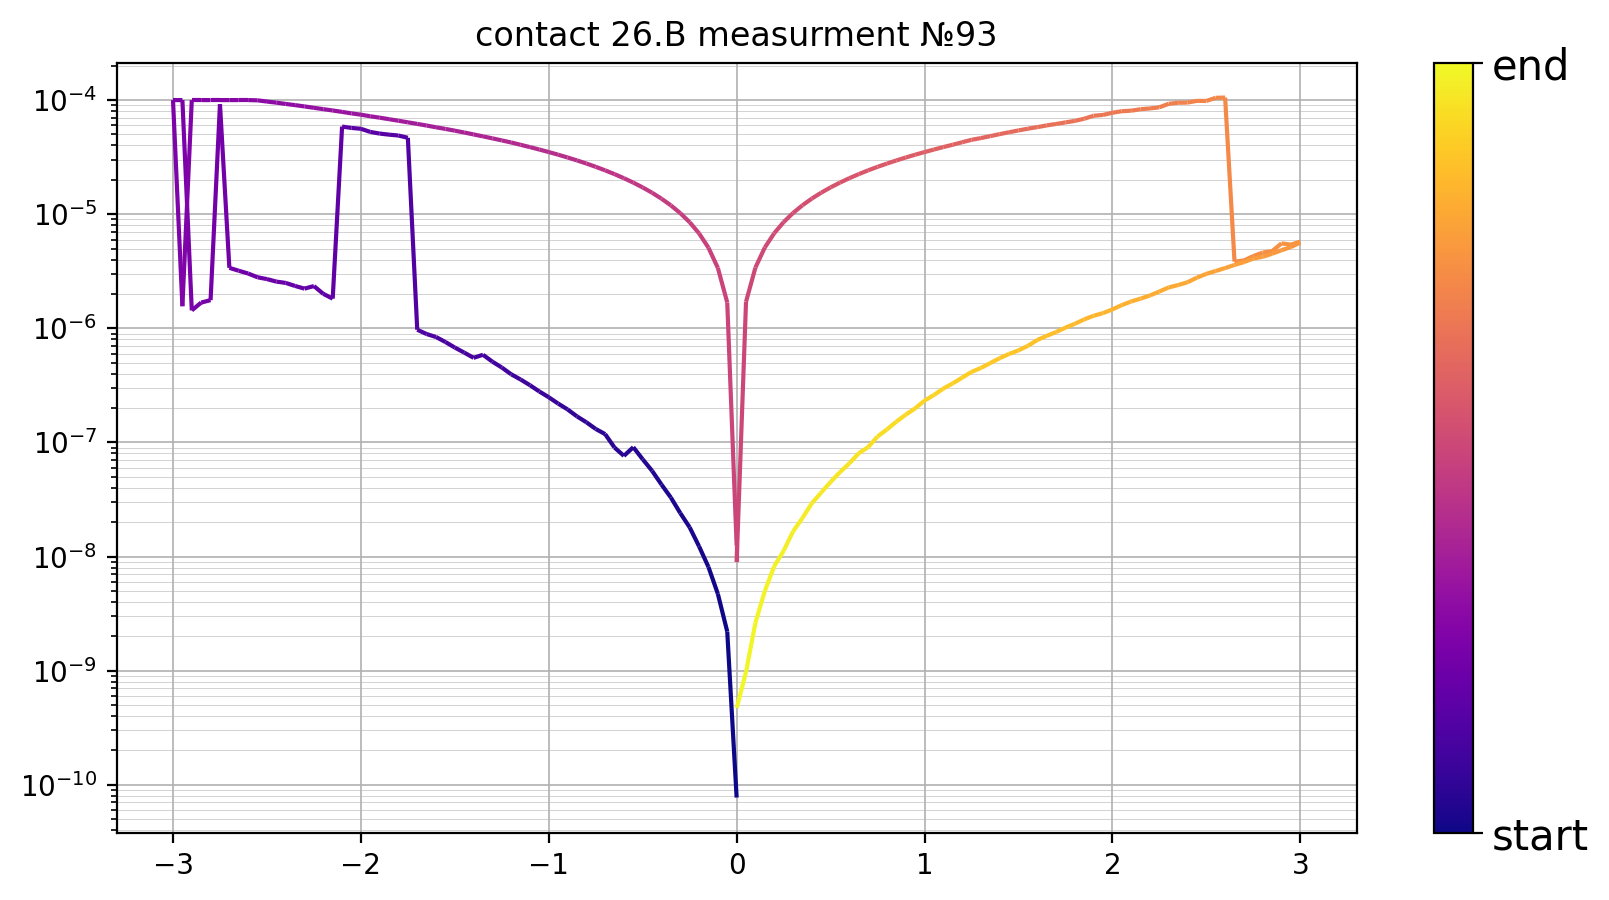 contact 26.B measurment №93
end
10⁻⁴
10⁻⁵
10⁻⁶
10⁻⁷
10⁻⁸
10⁻⁹
10⁻¹⁰
start
−3 −2 −1 0 1 2 3